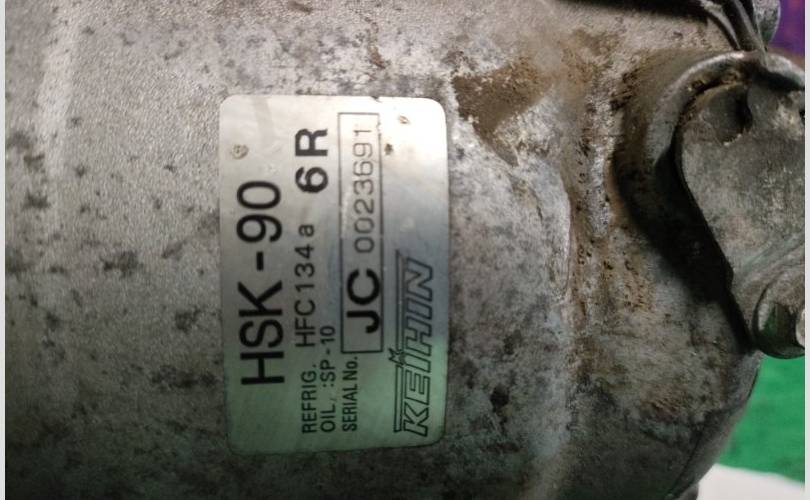 HSK-90
REFRIG. HFC134a 6R
OIL, :SP-10
SERIAL No. JC 0023691
KEIHIN